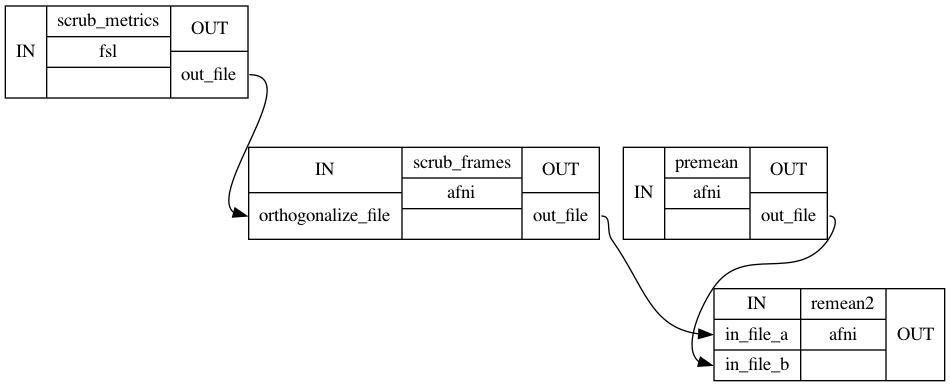 IN
scrub_metrics
fsl
OUT
out_file
IN
orthogonalize_file
scrub_frames
afni
OUT
out_file
IN
premean
afni
OUT
out_file
IN
in_file_a
in_file_b
remean2
afni
OUT